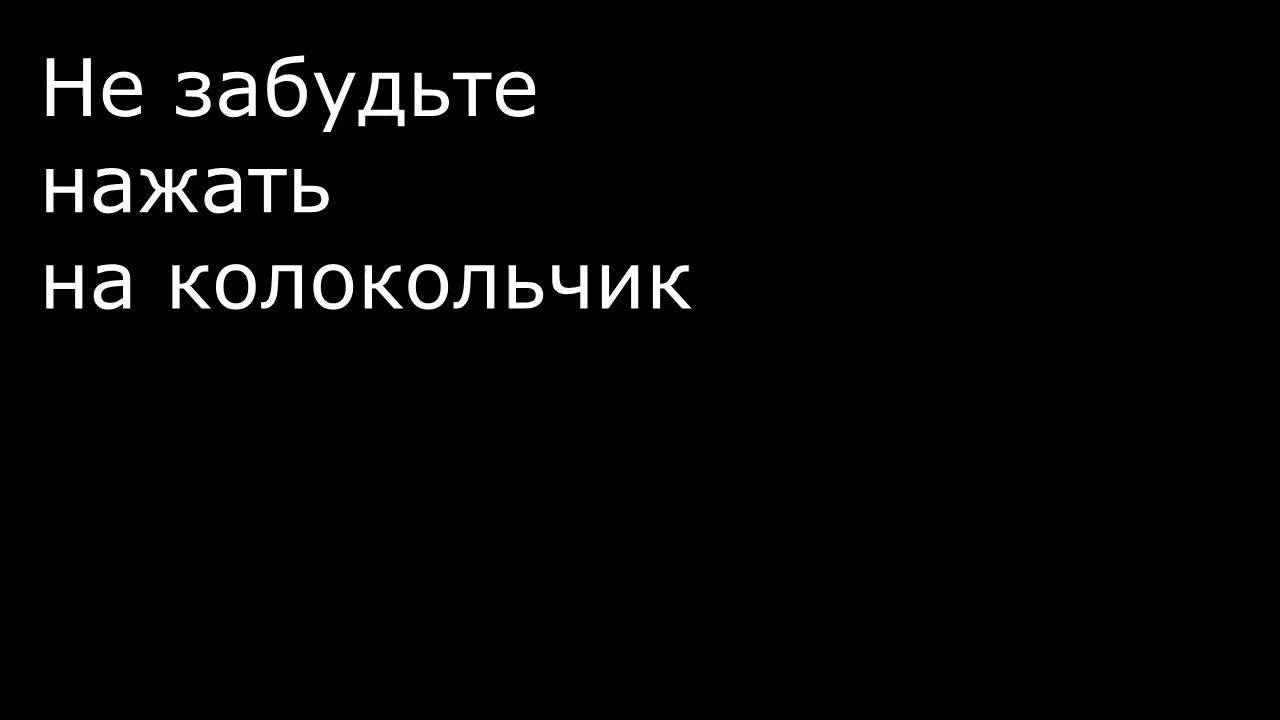 Не забудьте
нажать
на колокольчик